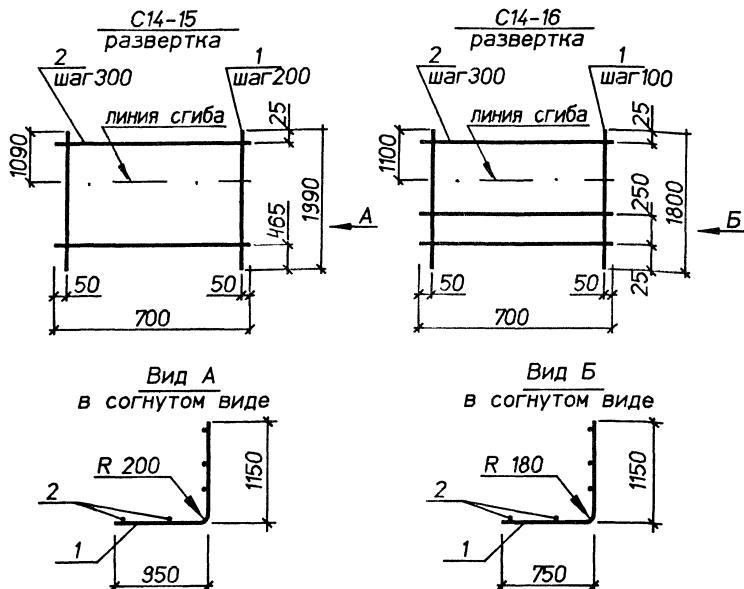 С14-15
развертка
2
шаг300
1
шаг200
линия сгиба
25
1090
1990
465
А
50
50
700
С14-16
развертка
2
шаг300
1
шаг100
линия сгиба
25
1100
250
1800
Б
25
50
50
700
Вид А
в согнутом виде
R 200
1150
2
1
950
Вид Б
в согнутом виде
R 180
1150
2
1
750